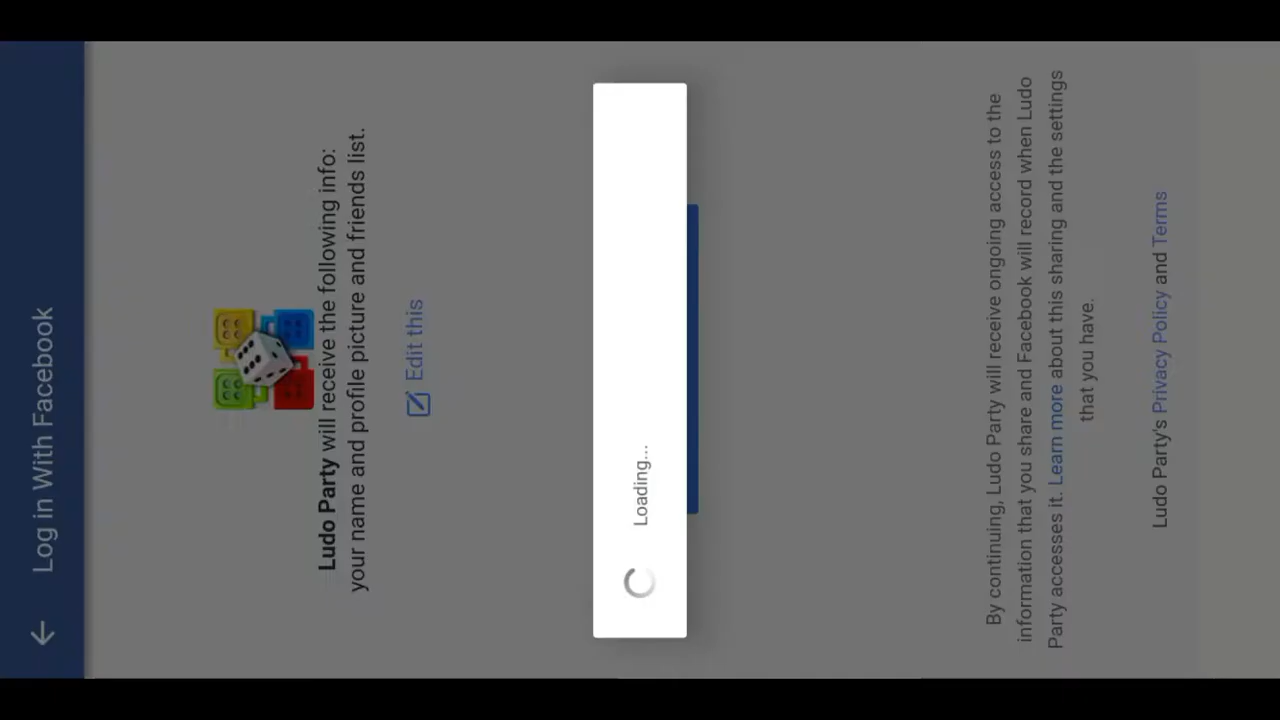 Log in With Facebook
Ludo Party will receive the following info:
your name and profile picture and friends list.
Edit this
Loading...
By continuing, Ludo Party will receive ongoing access to the
information that you share and Facebook will record when Ludo
Party accesses it. Learn more about this sharing and the settings
that you have.
Ludo Party's Privacy Policy and Terms